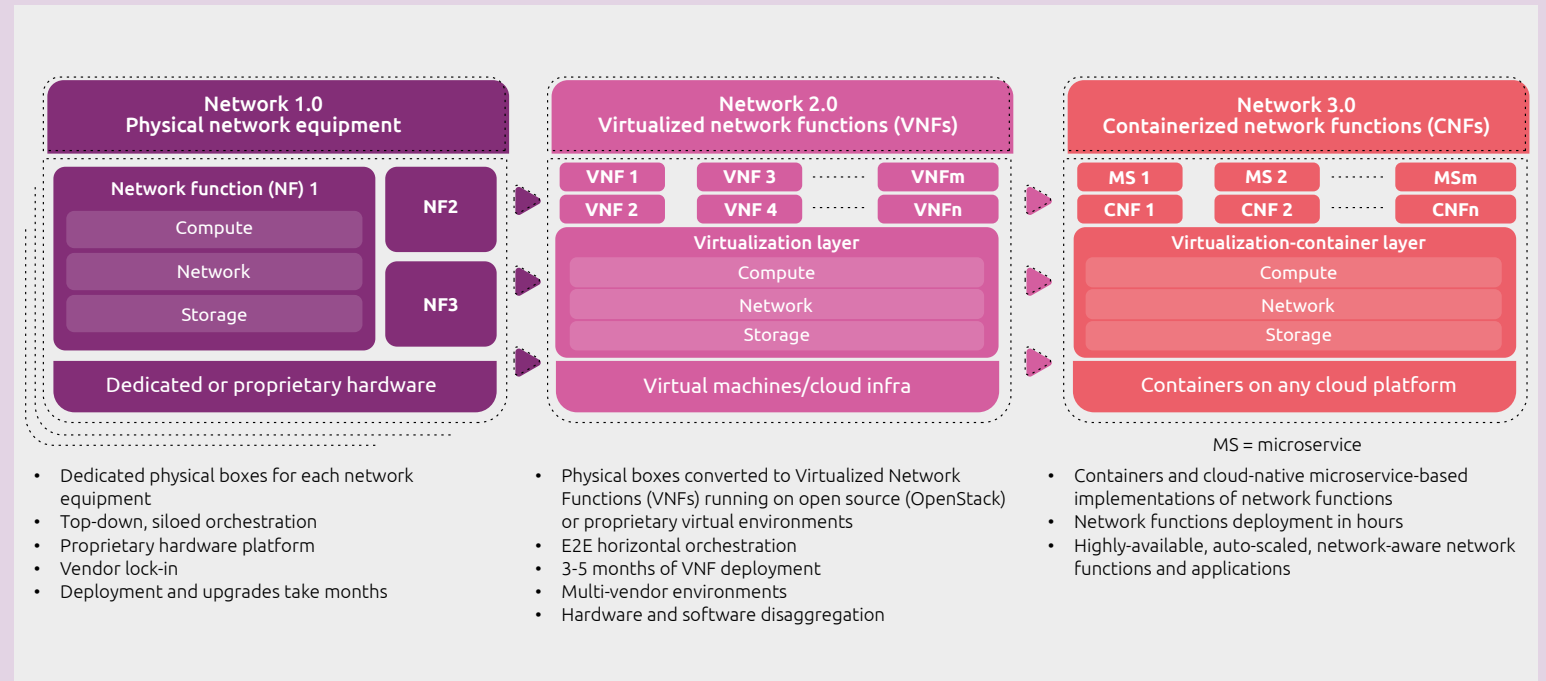 Network 1.0
Physical network equipment
Network function (NF) 1
Compute
Network
Storage
NF2
NF3
Dedicated or proprietary hardware
• Dedicated physical boxes for each network
equipment
• Top-down, siloed orchestration
• Proprietary hardware platform
• Vendor lock-in
• Deployment and upgrades take months
Network 2.0
Virtualized network functions (VNFs)
VNF 1 VNF 3 ...... VNFm
VNF 2 VNF 4 ...... VNFn
Virtualization layer
Compute
Network
Storage
Virtual machines/cloud infra
• Physical boxes converted to Virtualized Network
Functions (VNFs) running on open source (OpenStack)
or proprietary virtual environments
• E2E horizontal orchestration
• 3-5 months of VNF deployment
• Multi-vendor environments
• Hardware and software disaggregation
Network 3.0
Containerized network functions (CNFs)
MS 1 MS 2 ...... MSm
CNF 1 CNF 2 ...... CNFn
Virtualization-container layer
Compute
Network
Storage
Containers on any cloud platform
MS = microservice
• Containers and cloud-native microservice-based
implementations of network functions
• Network functions deployment in hours
• Highly-available, auto-scaled, network-aware network
functions and applications